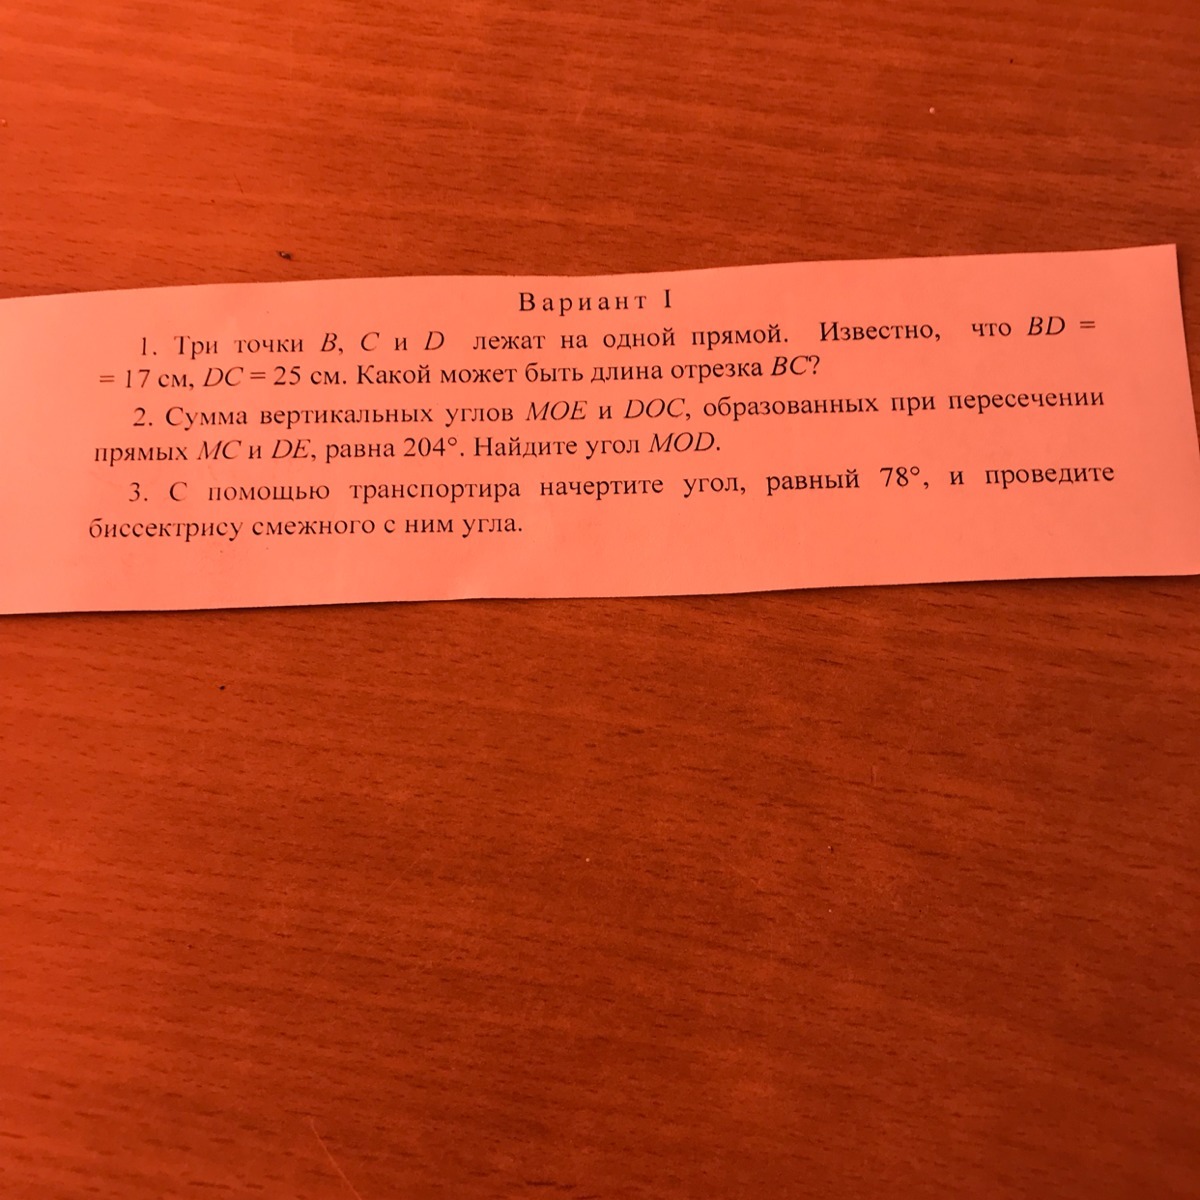 Вариант I
1. Три точки B, C и D лежат на одной прямой. Известно, что BD =
= 17 см, DC = 25 см. Какой может быть длина отрезка BC?
2. Сумма вертикальных углов MOE и DOC, образованных при пересечении
прямых MC и DE, равна 204°. Найдите угол MOD.
3. С помощью транспортира начертите угол, равный 78°, и проведите
биссектрису смежного с ним угла.